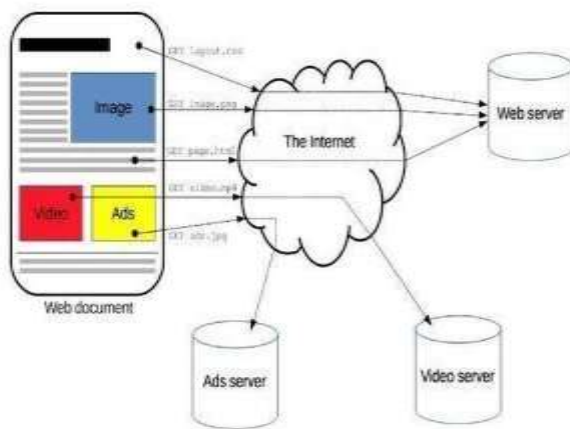 GET layout.css
Image
GET image.png
The Internet
Web server
GET page.html
Video
Ads
GET video.mp4
GET ads.jpg
Web document
Ads server
Video server